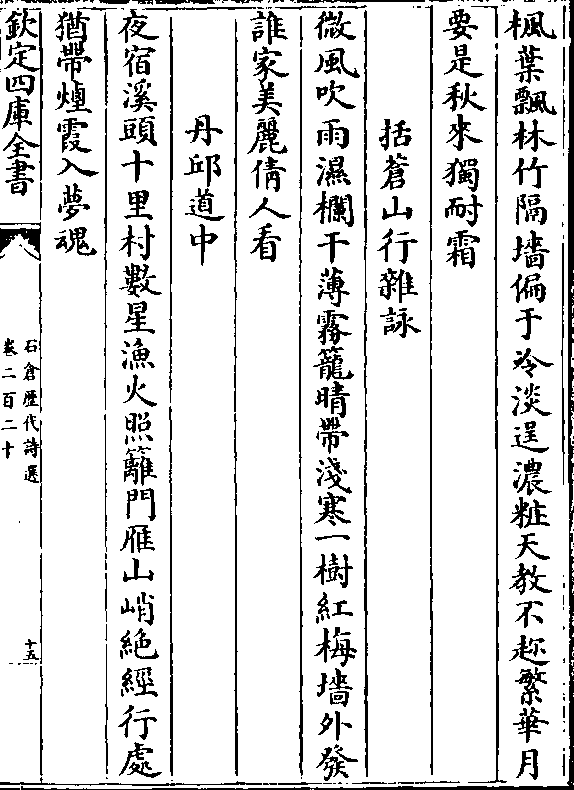 楓葉飄林竹隔墻偏于冷淡逞濃粧天教不趂繁華月
要是秋來獨耐霜
括蒼山行雜詠
微風吹雨濕欄干薄霧籠晴帶淺寒一樹紅梅墻外發
誰家美麗倩人看
丹邱道中
夜宿溪頭十里村數星漁火照籬門雁山峭絶經行處
猶帶煙霞入夢魂
欽定四庫全書
石倉歴代詩選
卷二百二十
十五